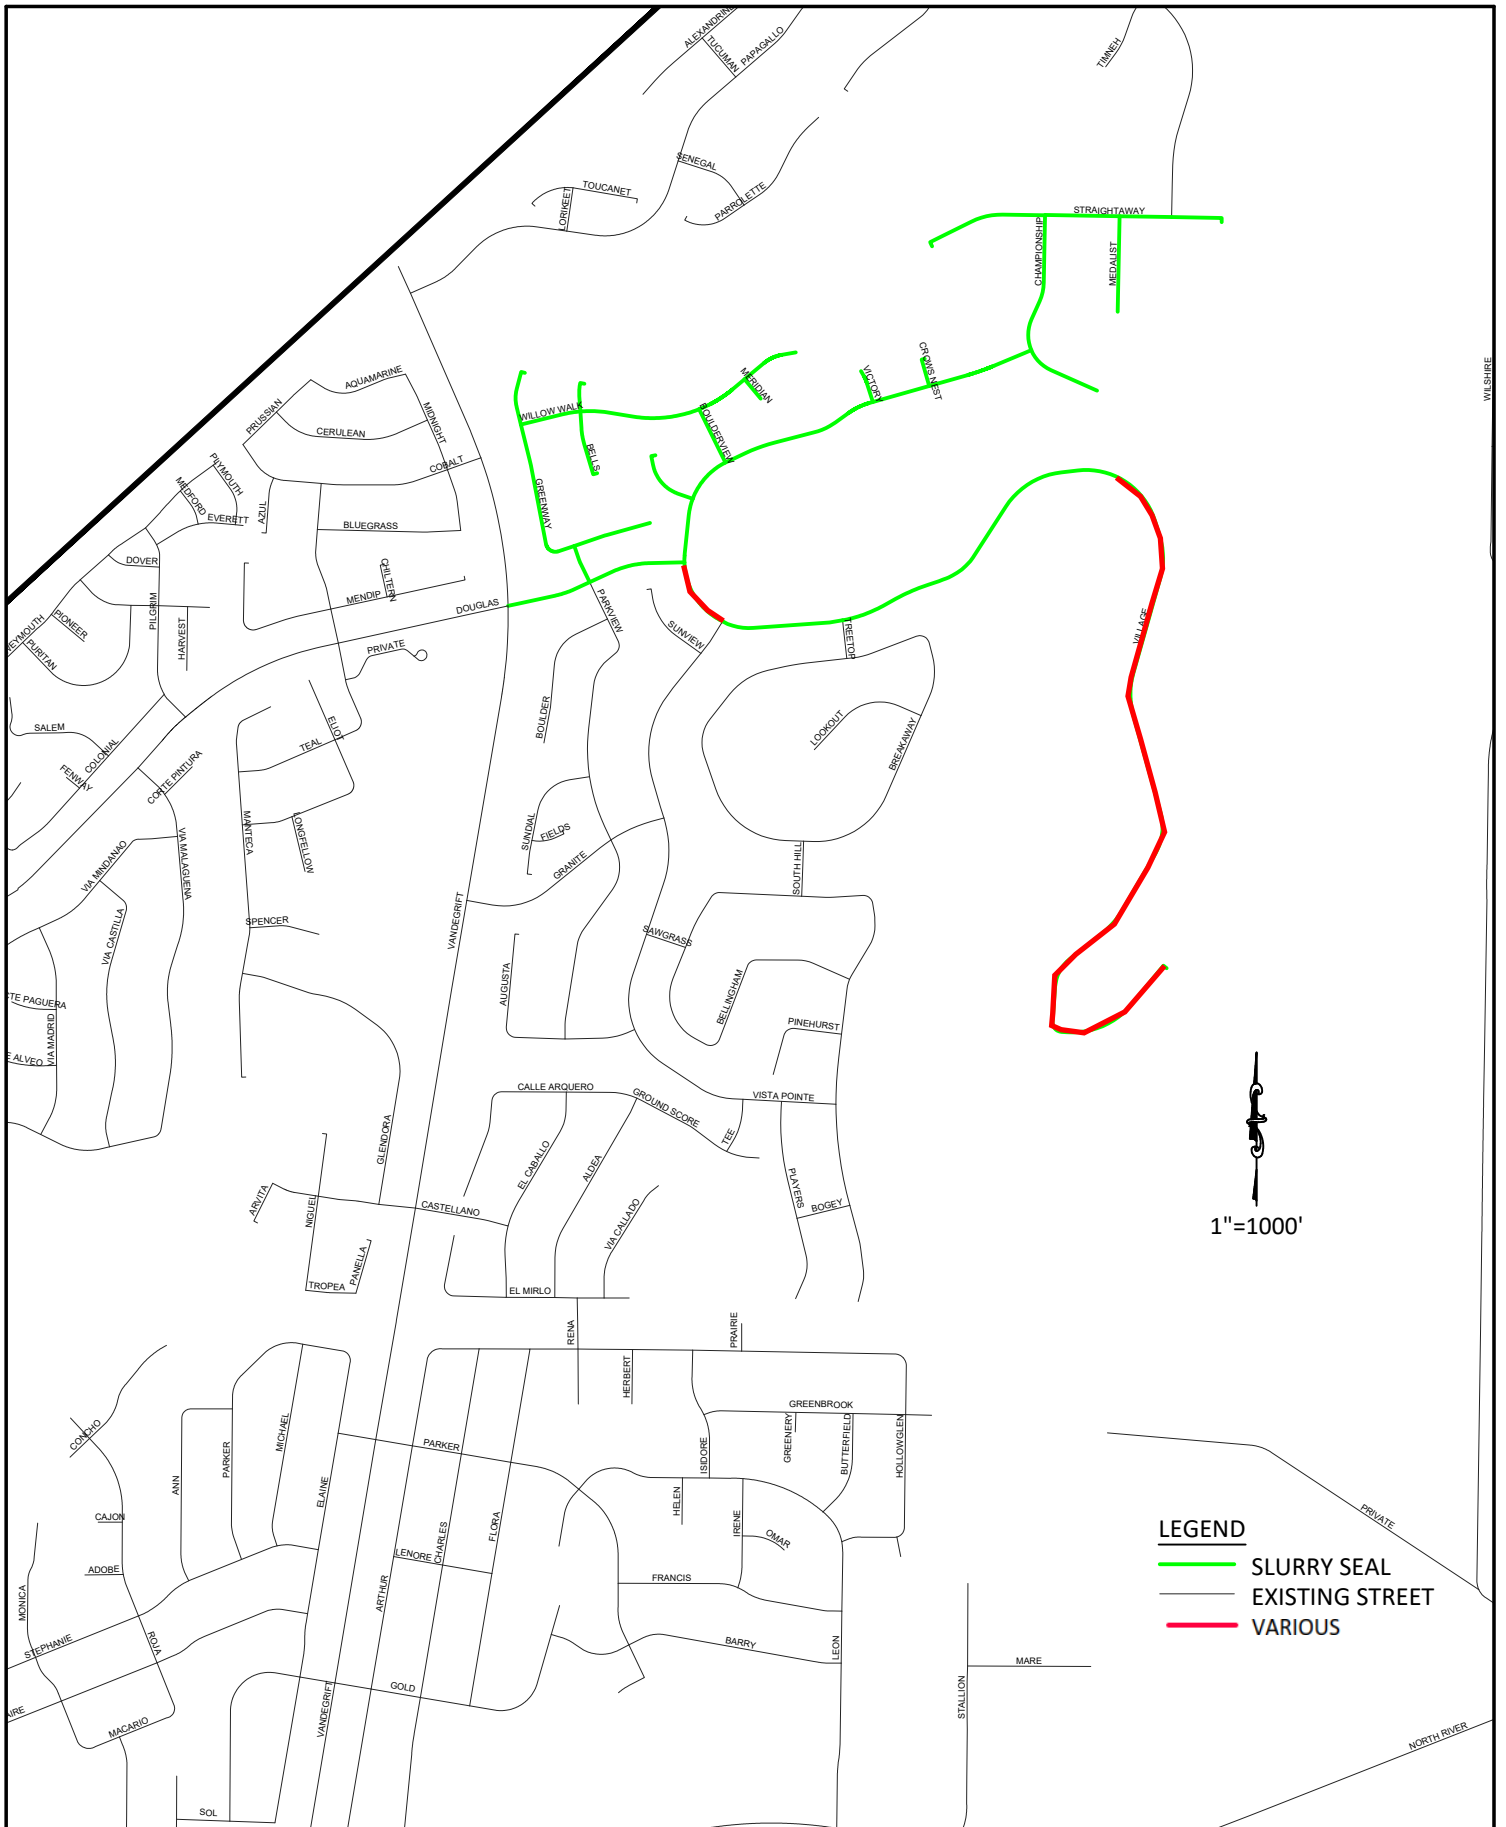 ALEXANDRINE
TUCUMAN
PAPAGALLO
TIMNEH
SENEGAL
TOUCANET
LORIKEET
PARROLETTE
STRAIGHTAWAY
CHAMPIONSHIP
MEDALIST
WILSHIRE
AQUAMARINE
PRUSSIAN
MIDNIGHT
CERULEAN
COBALT
WILLOW WALK
MERIDIAN
BOULDERVIEW
VICTORY
CROWS NEST
BELLS
GREENWAY
PLYMOUTH
MEDFORD
EVERETT
AZUL
BLUEGRASS
DOVER
CHILTERN
MENDIP
DOUGLAS
PARKVIEW
SUNVIEW
TREETOP
VILLAGE
PIONEER
PILGRIM
HARVEST
PURITAN
PRIVATE
BOULDER
LOOKOUT
BREAKAWAY
SALEM
COLONIAL
FENWAY
CORTE PINTURA
TEAL
ELIOT
MANTECA
LONGFELLOW
SUNDIAL
FIELDS
GRANITE
VIA MINDANAO
VIA MALAGUENA
SOUTH HILL
VIA CASTILLA
SPENCER
VANDEGRIFT
SAWGRASS
AUGUSTA
BELLINGHAM
PINEHURST
TE PAGUERA
VIA MADRID
E ALVEO
CALLE ARQUERO
GROUND SCORE
VISTA POINTE
TEE
GLENDORA
EL CABALLO
ALDEA
VIA CALLADO
PLAYERS
BOGEY
ARVITA
NIGUEL
CASTELLANO
PANELLA
TROPEA
EL MIRLO
1"=1000'
RENA
PRAIRIE
HERBERT
GREENBROOK
GREENERY
BUTTERFIELD
HOLLOWGLEN
CONCHO
MICHAEL
PARKER
ANN
ELAINE
PARKER
ISIDORE
HELEN
IRENE
OMAR
CAJON
ADOBE
MONICA
LENORE
CHARLES
FLORA
ARTHUR
FRANCIS
BARRY
LEON
PRIVATE
LEGEND
SLURRY SEAL
EXISTING STREET
VARIOUS
STEPHANIE
ROJA
GOLD
VANDEGRIFT
MACARIO
AIRE
MARE
STALLION
NORTH RIVER
SOL